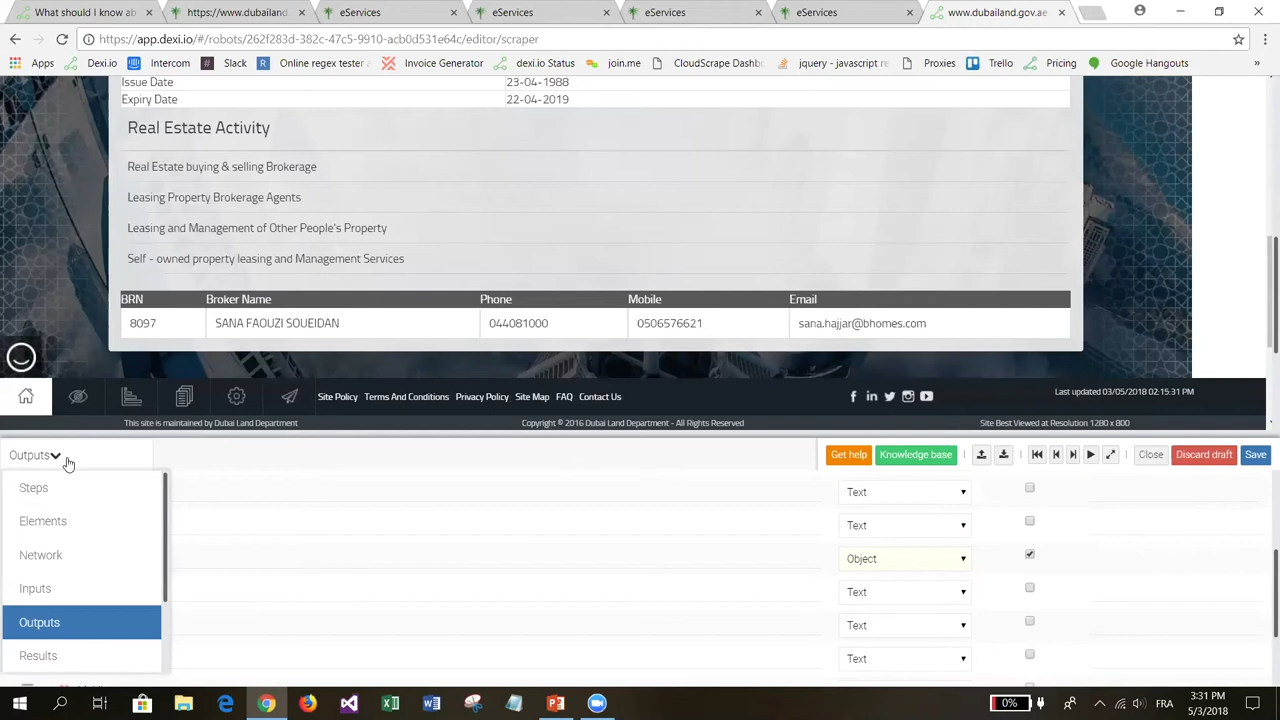 What should I know ab
https://www.dubailand
eServices
eServices
eServices
eServices
www.dubailand.gov.ae
https://app.dexi.io/#/robots/262f283d-382c-47c5-9910-acb0d531e64c/editor/scraper
Apps
Dexi.io
Intercom
Slack
Online regex tester
Invoice Generator
dexi.io Status
join.me
CloudScrape Dash
jquery - javascript r
Proxies
Trello
Pricing
Google Hangouts
»
Issue Date 23-04-1988
Expiry Date 22-04-2019
Real Estate Activity
Real Estate buying & selling Brokerage
Leasing Property Brokerage Agents
Leasing and Management of Other People's Property
Self - owned property leasing and Management Services
BRN Broker Name Phone Mobile Email
8097 SANA FAOUZI SOUEIDAN 044081000 0506576621 sana.hajjar@bhomes.com
Site Policy Terms And Conditions Privacy Policy Site Map FAQ Contact Us
Last updated 03/05/2018 02:15:31 PM
This site is maintained by Dubai Land Department
Copyright © 2016 Dubai Land Department - All Rights Reserved
Site Best Viewed at Resolution 1280 x 800
Outputs
Get help
Knowledge base
Close
Discard draft
Save
Steps
Elements
Network
Inputs
Outputs
Results
Text
Text
Object
Text
Text
Text
0%
FRA
3:31 PM
5/3/2018